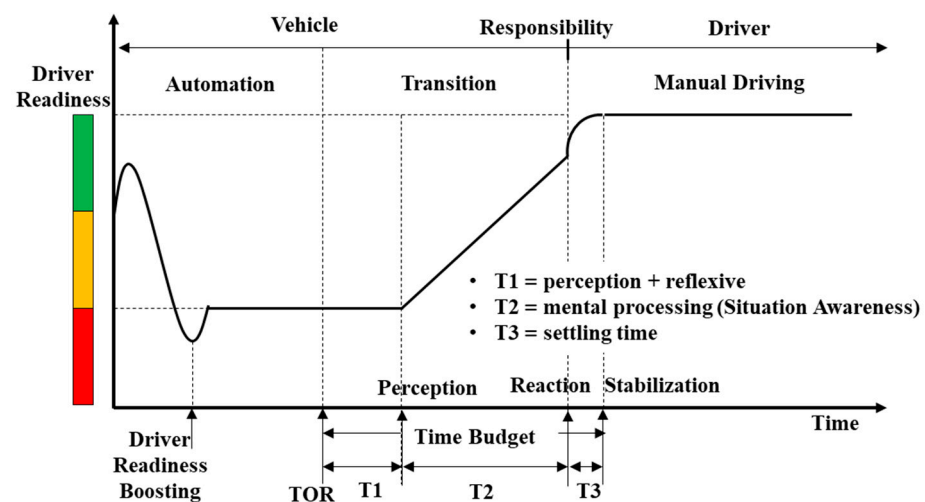 Vehicle Responsibility Driver
Driver
Readiness
Automation Transition Manual Driving
• T1 = perception + reflexive
• T2 = mental processing (Situation Awareness)
• T3 = settling time
Perception Reaction Stabilization
Time
Driver
Readiness
Boosting
Time Budget
TOR T1 T2 T3